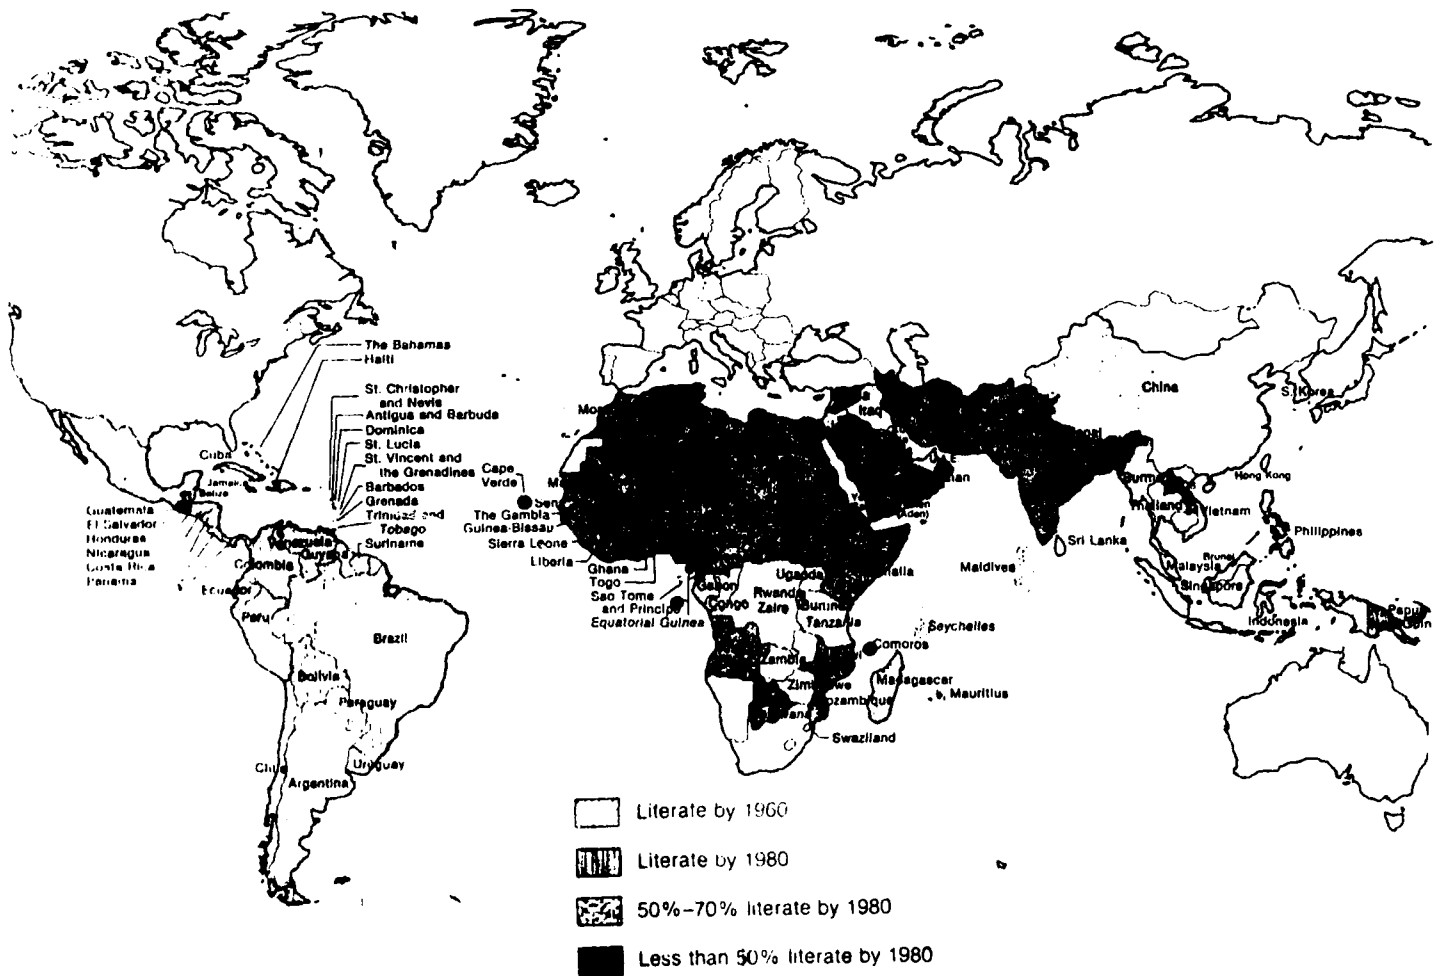 The Bahamas
Haiti
St. Christopher
and Nevis
Antigua and Barbuda
Dominica
St. Lucia
St. Vincent and
the Grenadines
Barbados
Grenada
Trinidad and
Tobago
Suriname
Cuba
Jamaica
Belize
Guatemala
El Salvador
Honduras
Nicaragua
Costa Rica
Panama
Venezuela
Guyana
Colombia
Ecuador
Peru
Brazil
Bolivia
Paraguay
Chile
Argentina
Uruguay
Cape
Verde
The Gambia
Guinea-Bissau
Sierra Leone
Liberia
Ghana
Togo
Sao Tome
and Principe
Equatorial Guinea
Gabon
Congo
Uganda
Rwanda
Zaire
Tanzania
Zambia
Comoros
Madagascar
Mauritius
Seychelles
Swaziland
Iraq
(Aden)
China
S. Korea
Hong Kong
Burma
Thailand
Vietnam
Philippines
Sri Lanka
Maldives
Brunei
Malaysia
Singapore
Indonesia
Papua
Literate by 1960
Literate by 1980
50%–70% literate by 1980
Less than 50% literate by 1980